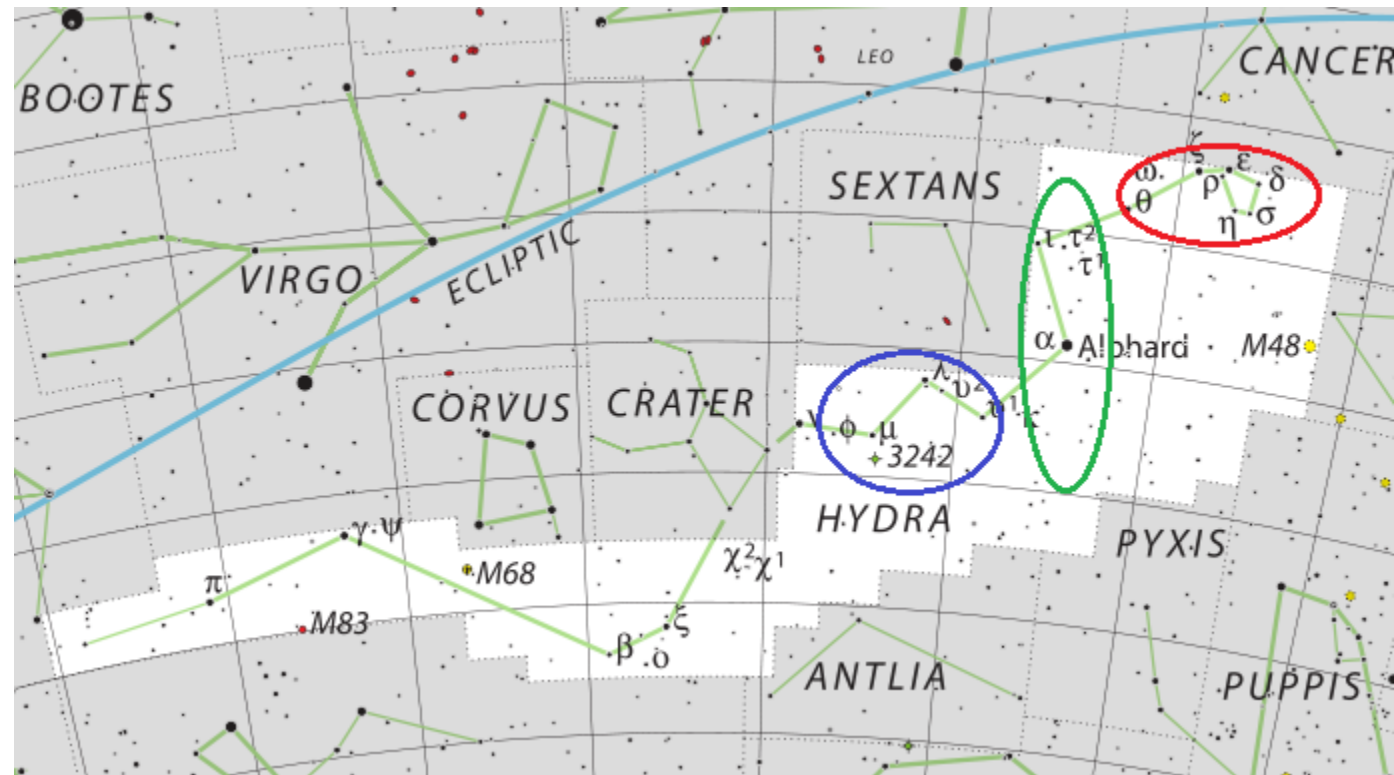 LEO
CANCER
BOOTES
ζ
ε
ω
ρ
δ
θ
η
σ
SEXTANS
ι
τ²
τ¹
VIRGO
ECLIPTIC
α
Alphard
M48
CORVUS
CRATER
λ
υ²
υ¹
κ
ν
φ
μ
3242
HYDRA
γ
ψ
PYXIS
π
M68
χ²
χ¹
M83
ξ
β
ο
ANTLIA
PUPPIS